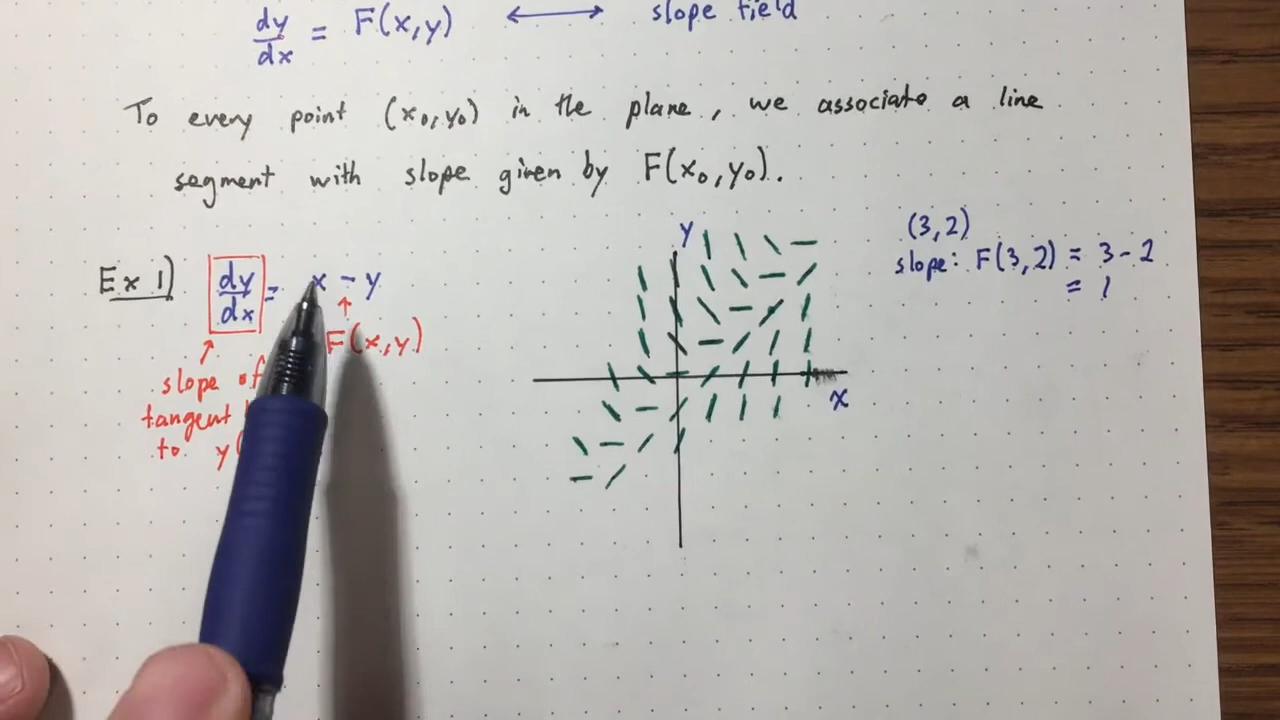 dy/dx = F(x,y) ⟷ slope field
To every point (x₀,y₀) in the plane, we associate a line
segment with slope given by F(x₀,y₀).
Ex 1) dy/dx = x - y
↑
F(x,y)
slope of
tangent
to y(
y
x
(3,2)
slope: F(3,2) = 3-2
= 1